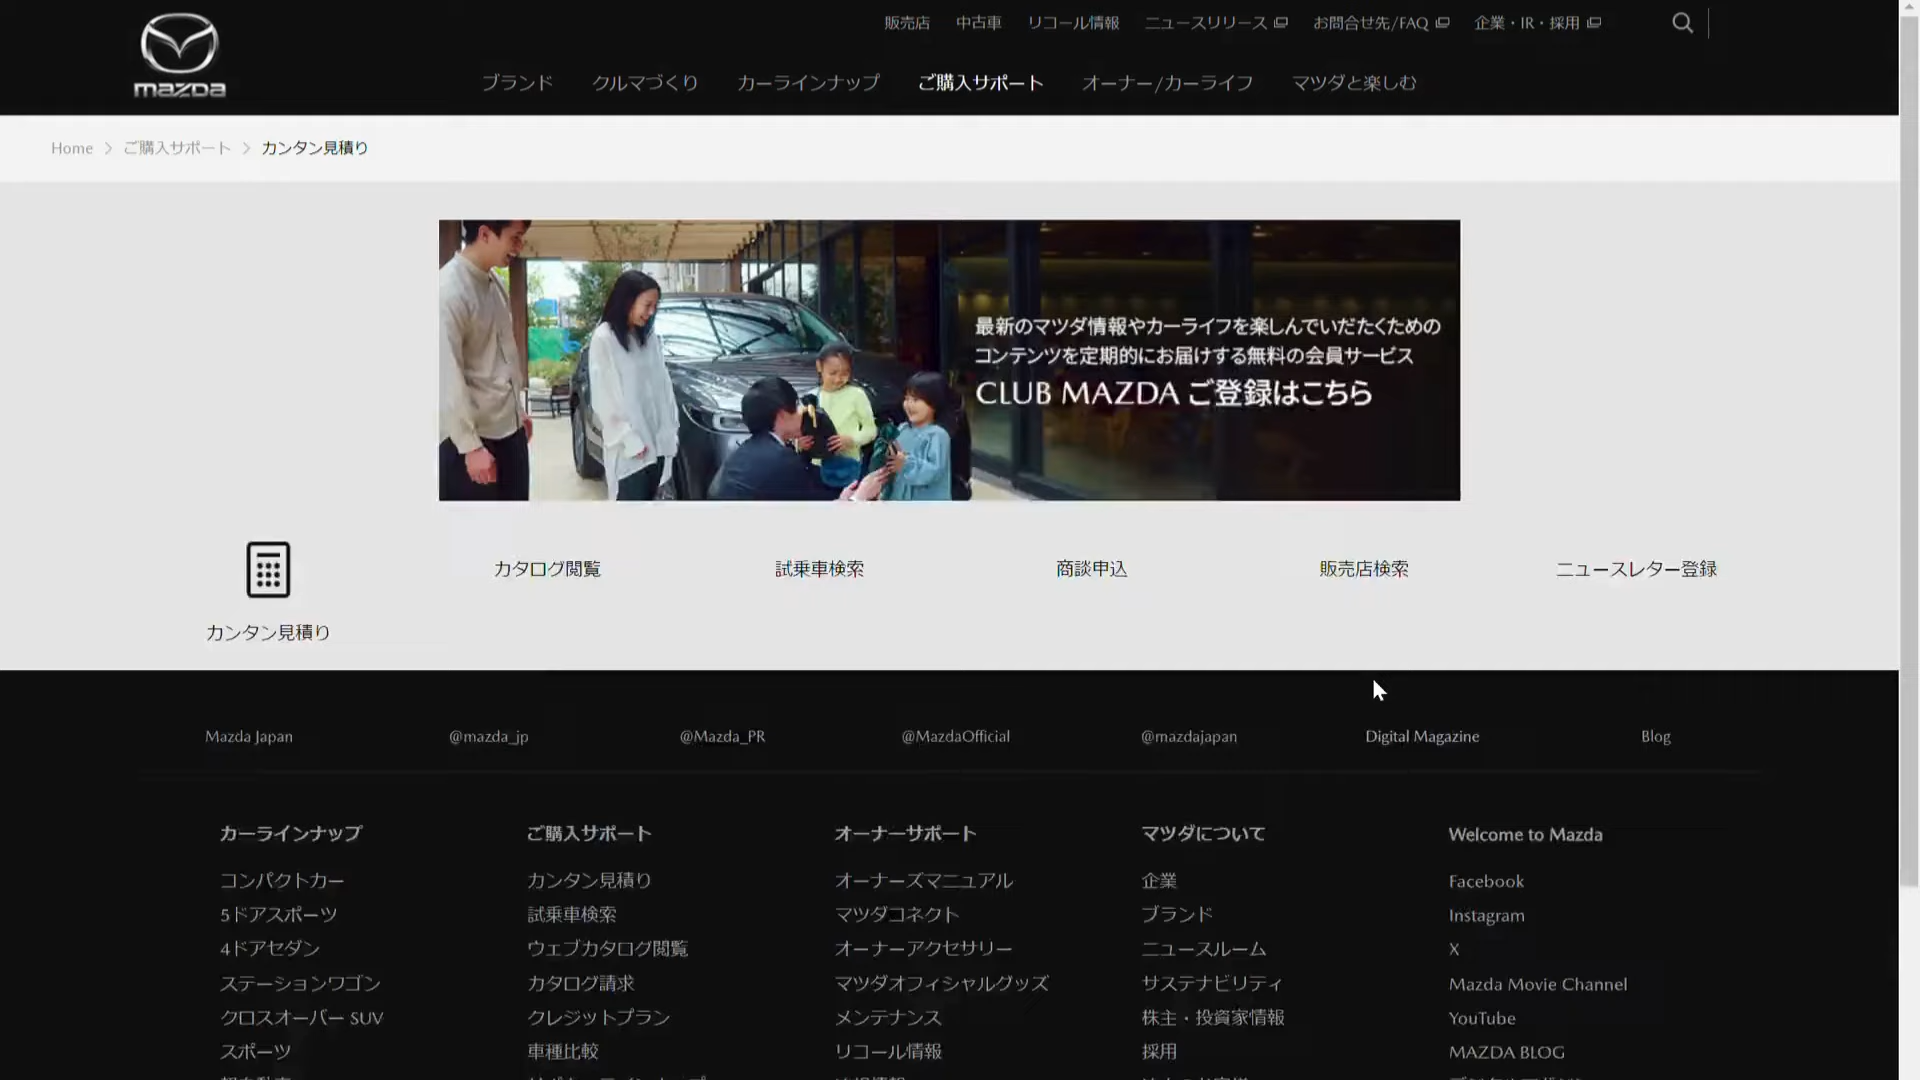 販売店 中古車 リコール情報 ニュースリリース お問合せ先/FAQ 企業・IR・採用
mazda
ブランド クルマづくり カーラインナップ ご購入サポート オーナー/カーライフ マツダと楽しむ
Home > ご購入サポート > カンタン見積り
最新のマツダ情報やカーライフを楽しんでいだたくための
コンテンツを定期的にお届けする無料の会員サービス
CLUB MAZDA ご登録はこちら
カタログ閲覧 試乗車検索 商談申込 販売店検索 ニュースレター登録
カンタン見積り
Mazda Japan @mazda_jp @Mazda_PR @MazdaOfficial @mazdajapan Digital Magazine Blog
カーラインナップ
コンパクトカー
5ドアスポーツ
4ドアセダン
ステーションワゴン
クロスオーバー SUV
スポーツ
ご購入サポート
カンタン見積り
試乗車検索
ウェブカタログ閲覧
カタログ請求
クレジットプラン
車種比較
オーナーサポート
オーナーズマニュアル
マツダコネクト
オーナーアクセサリー
マツダオフィシャルグッズ
メンテナンス
リコール情報
マツダについて
企業
ブランド
ニュースルーム
サステナビリティ
株主・投資家情報
採用
Welcome to Mazda
Facebook
Instagram
X
Mazda Movie Channel
YouTube
MAZDA BLOG